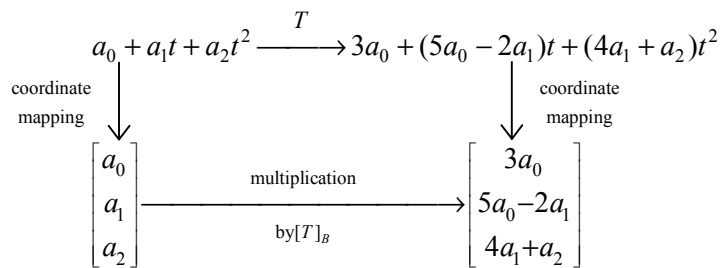 T
a₀ + a₁t + a₂t² ⟶ 3a₀ + (5a₀ − 2a₁)t + (4a₁ + a₂)t²
coordinate
mapping
coordinate
mapping
[a₀
a₁
a₂]
multiplication
by[T]_B
[3a₀
5a₀−2a₁
4a₁+a₂]